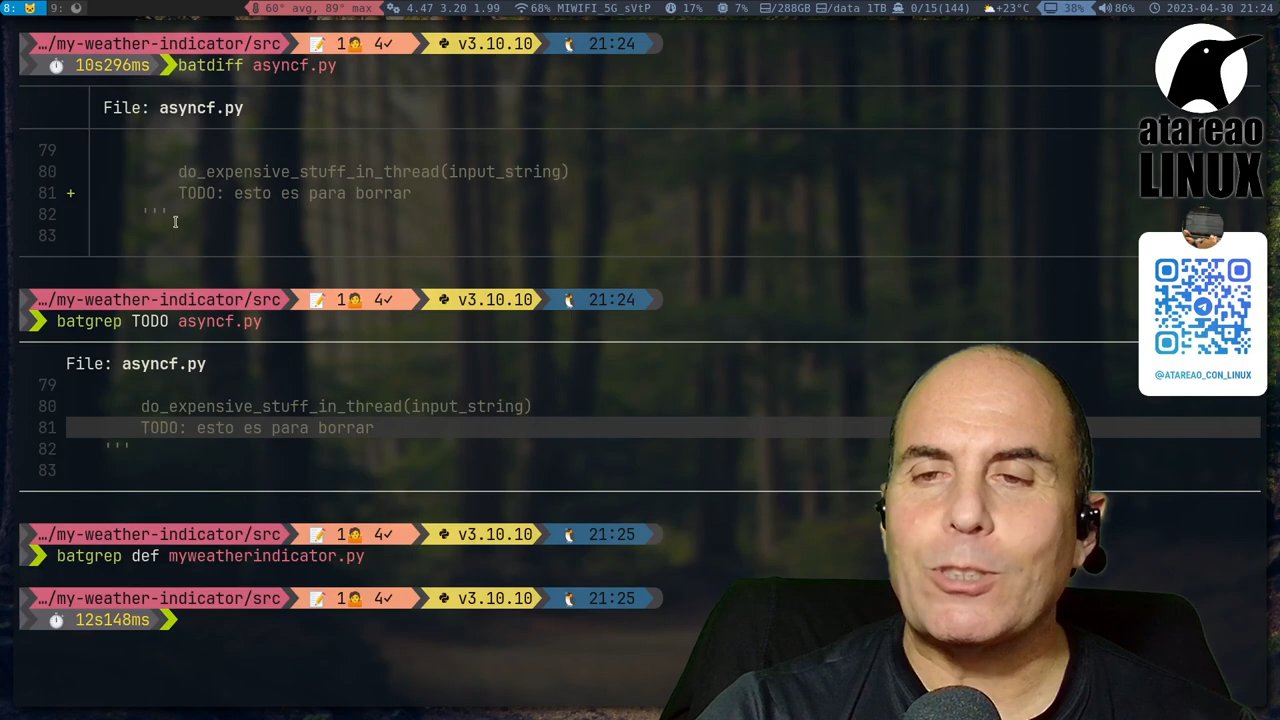 8: 9: 60° avg, 89° max 4.47 3.20 1.99 68% MIWIFI_5G_sVtP 17% 7% /288GB /data 1TB 0/15(144) +23°C 38% 86% 2023-04-30 21:24
…/my-weather-indicator/src 1 4✓ v3.10.10 21:24
10s296ms batdiff asyncf.py
File: asyncf.py
79
80 do_expensive_stuff_in_thread(input_string)
81 + TODO: esto es para borrar
82 '''
83
…/my-weather-indicator/src 1 4✓ v3.10.10 21:24
batgrep TODO asyncf.py
File: asyncf.py
79
80 do_expensive_stuff_in_thread(input_string)
81 TODO: esto es para borrar
82 '''
83
…/my-weather-indicator/src 1 4✓ v3.10.10 21:25
batgrep def myweatherindicator.py
…/my-weather-indicator/src 1 4✓ v3.10.10 21:25
12s148ms
atareao
LINUX
@ATAREAO_CON_LINUX